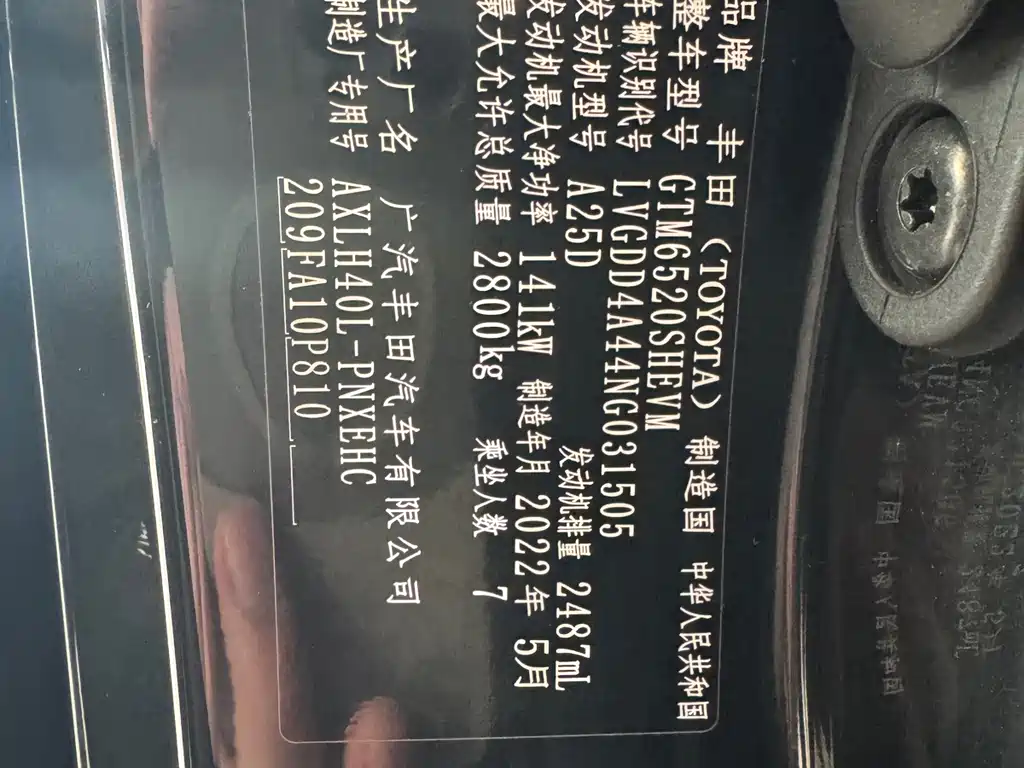 品牌 丰田（TOYOTA） 制造国 中华人民共和国
整车型号 GTM6520SHEVM
车辆识别代号 LVGDD4A44NG031505
发动机型号 A25D 发动机排量 2487mL
发动机最大净功率 141kW 制造年月 2022年 5月
最大允许总质量 2800kg 乘坐人数 7
生产厂名 广汽丰田汽车有限公司
制造厂专用号 AXLH40L-PNXEHC
209FA10P810